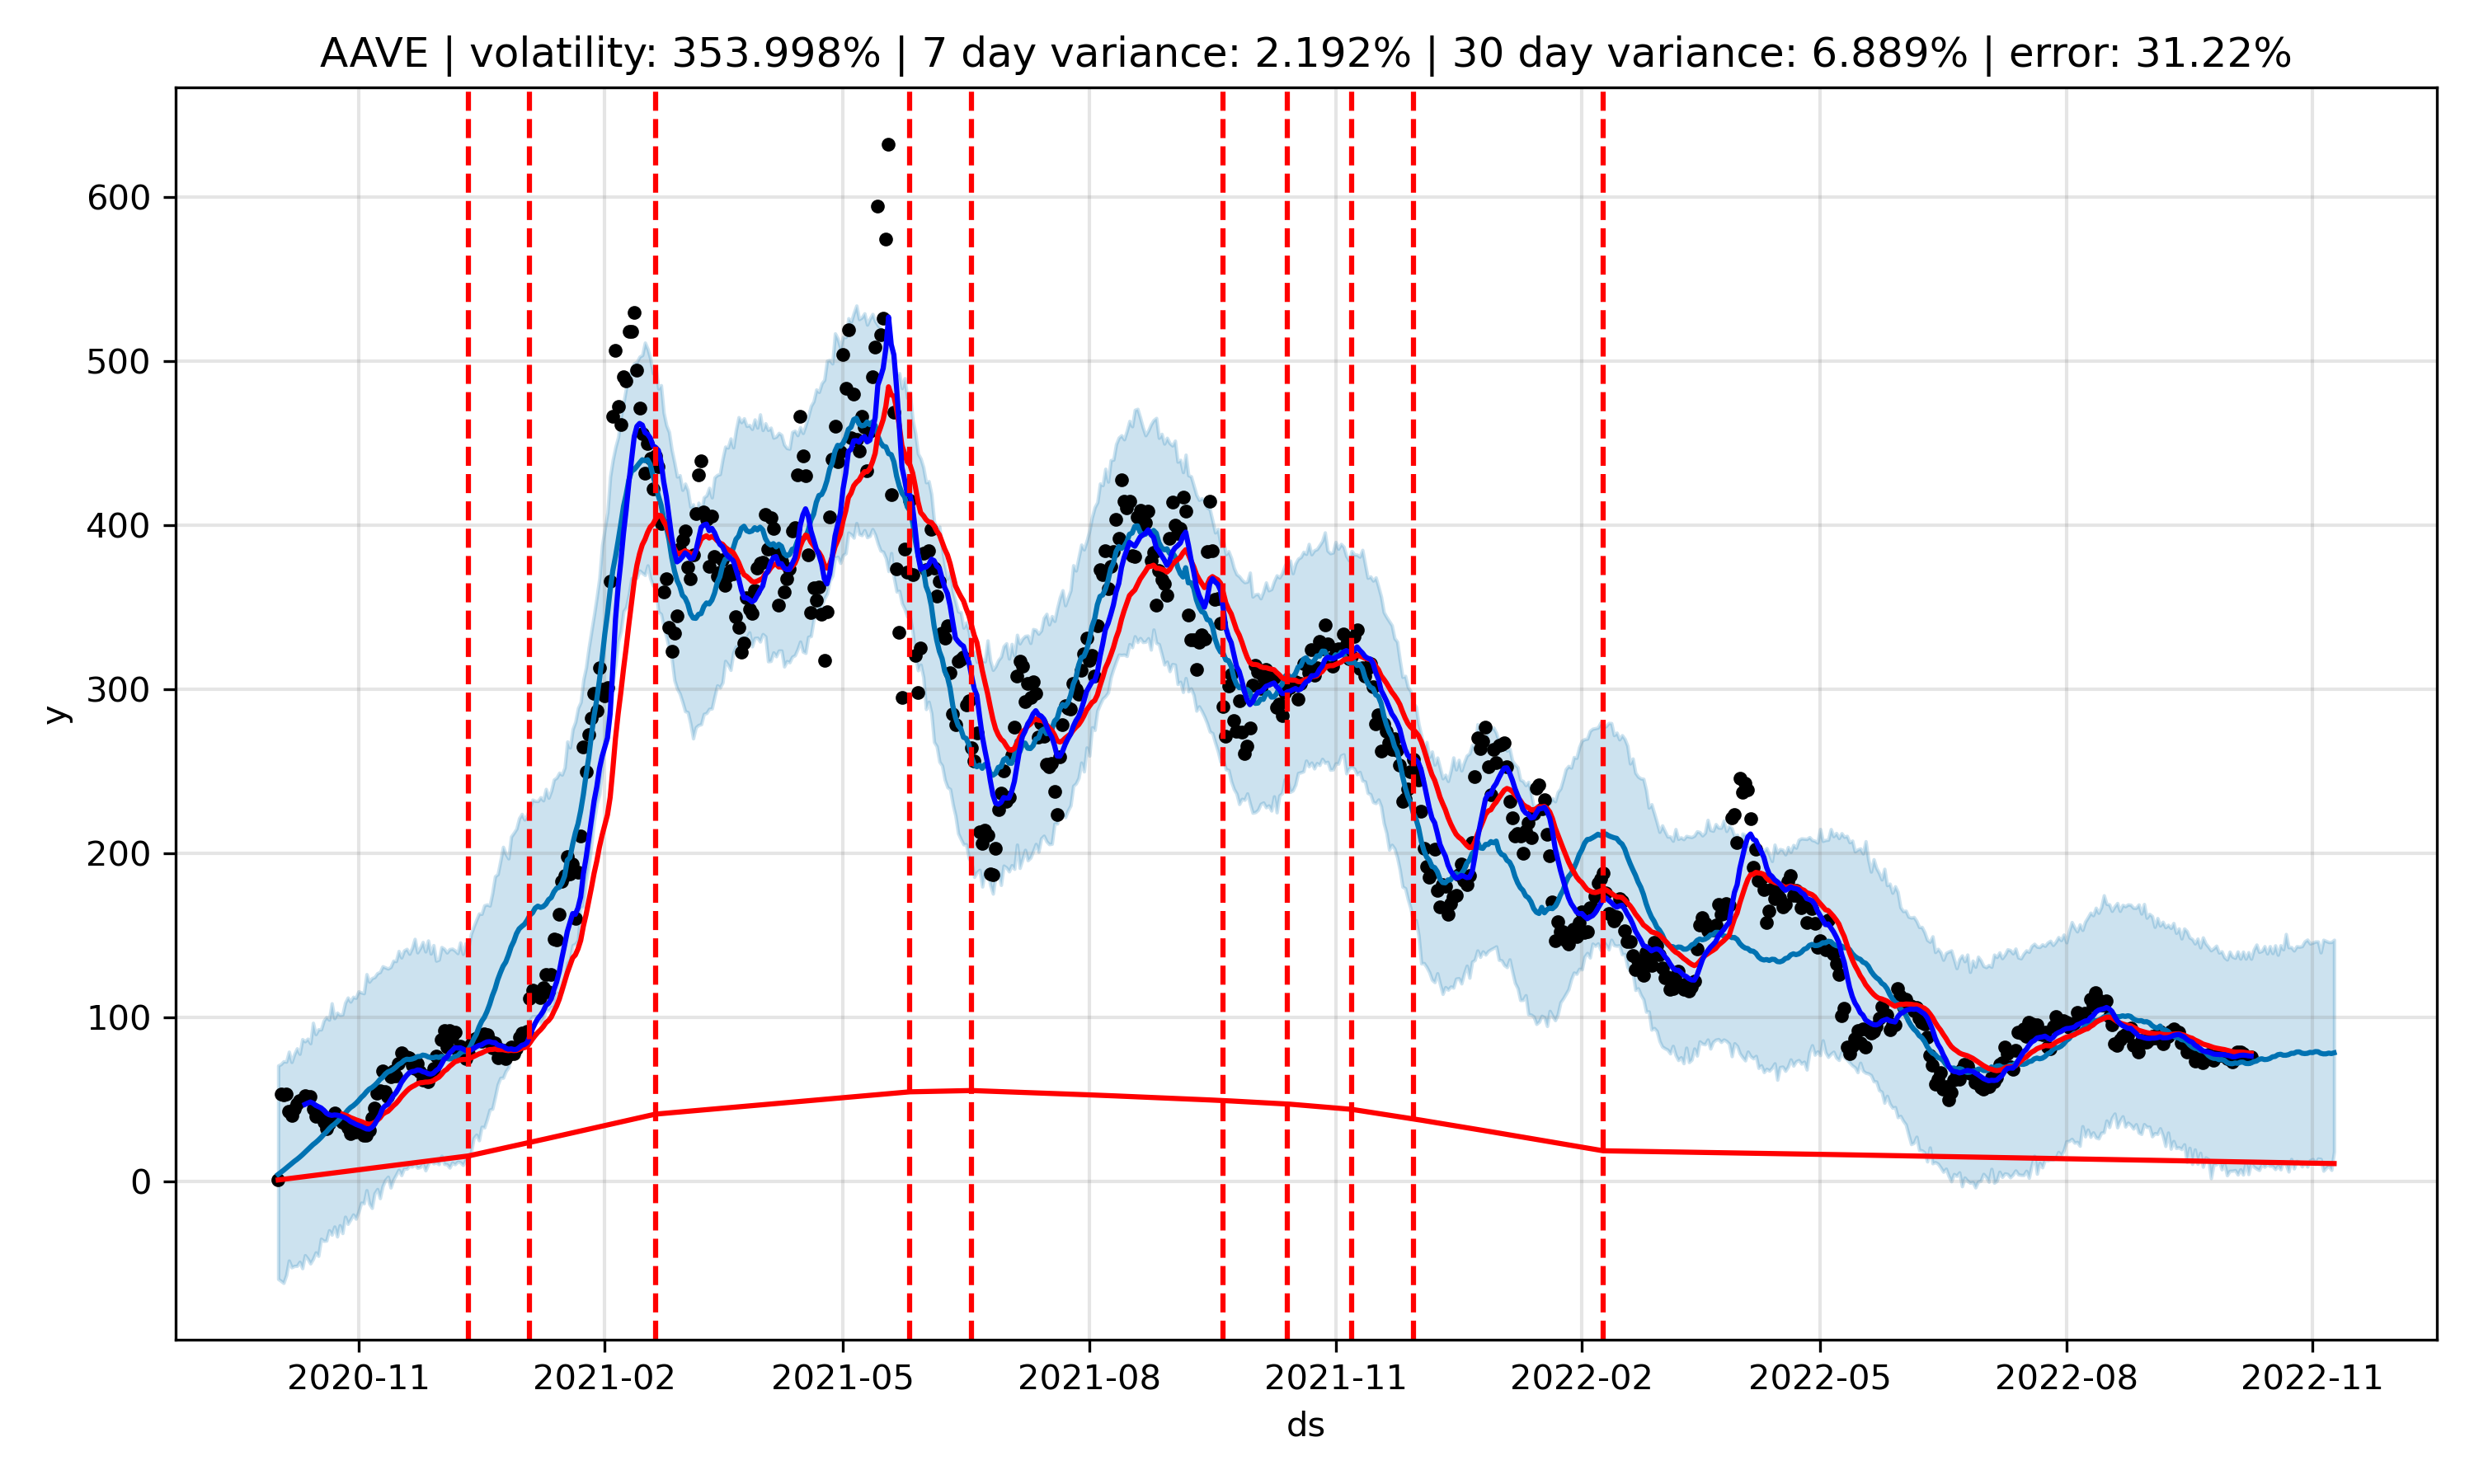 AAVE | volatility: 353.998% | 7 day variance: 2.192% | 30 day variance: 6.889% | error: 31.22%
600
500
400
300
200
100
0
y
2020-11 2021-02 2021-05 2021-08 2021-11 2022-02 2022-05 2022-08 2022-11
ds